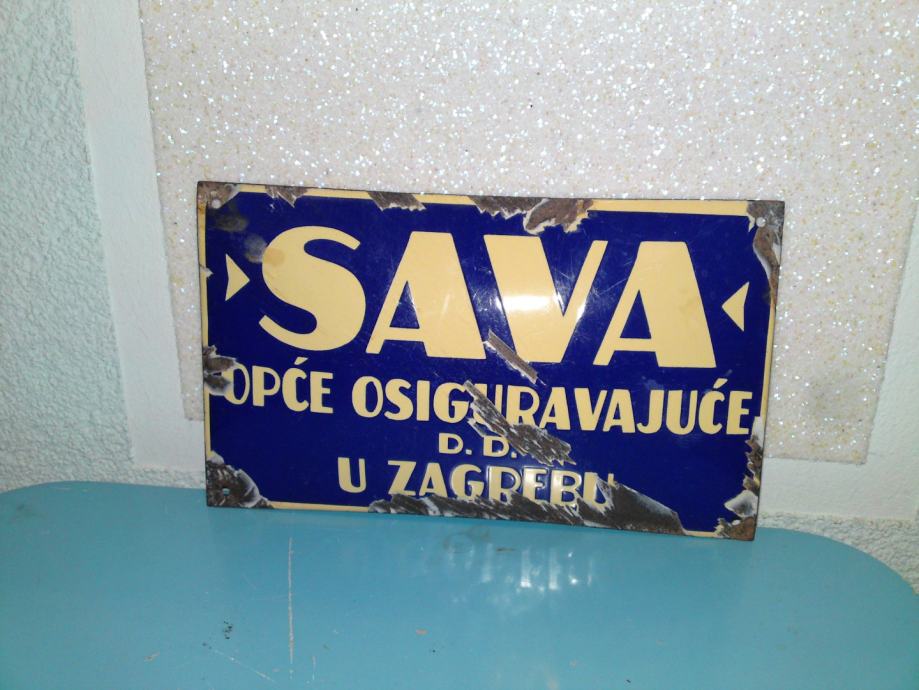 SAVA
OPĆE OSIGURAVAJUĆE
D. D.
U ZAGREBU